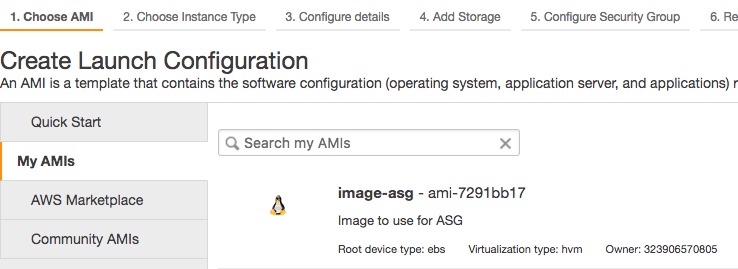 1. Choose AMI 2. Choose Instance Type 3. Configure details 4. Add Storage 5. Configure Security Group 6. Re
Create Launch Configuration
An AMI is a template that contains the software configuration (operating system, application server, and applications) r
Quick Start
My AMIs
AWS Marketplace
Community AMIs
Search my AMIs
image-asg - ami-7291bb17
Image to use for ASG
Root device type: ebs Virtualization type: hvm Owner: 323906570805